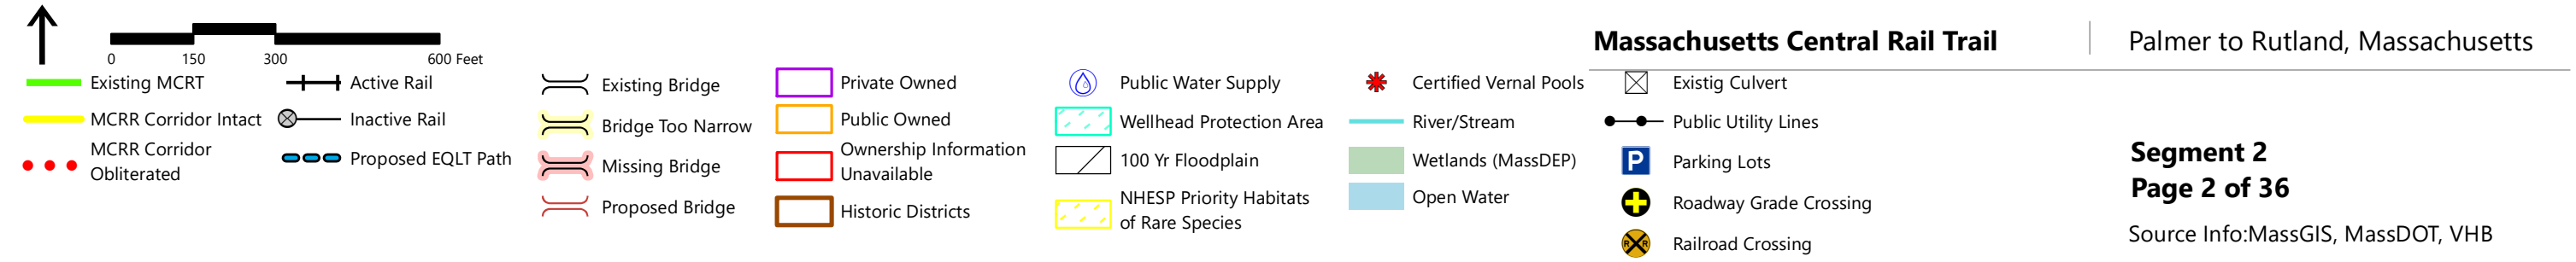 0 150 300 600 Feet
Existing MCRT
MCRR Corridor Intact
MCRR Corridor
Obliterated
Active Rail
Inactive Rail
Proposed EQLT Path
Existing Bridge
Bridge Too Narrow
Missing Bridge
Proposed Bridge
Private Owned
Public Owned
Ownership Information
Unavailable
Historic Districts
Public Water Supply
Wellhead Protection Area
100 Yr Floodplain
NHESP Priority Habitats
of Rare Species
Certified Vernal Pools
River/Stream
Wetlands (MassDEP)
Open Water
Existig Culvert
Public Utility Lines
P Parking Lots
Roadway Grade Crossing
R R Railroad Crossing
Massachusetts Central Rail Trail
Palmer to Rutland, Massachusetts
Segment 2
Page 2 of 36
Source Info:MassGIS, MassDOT, VHB